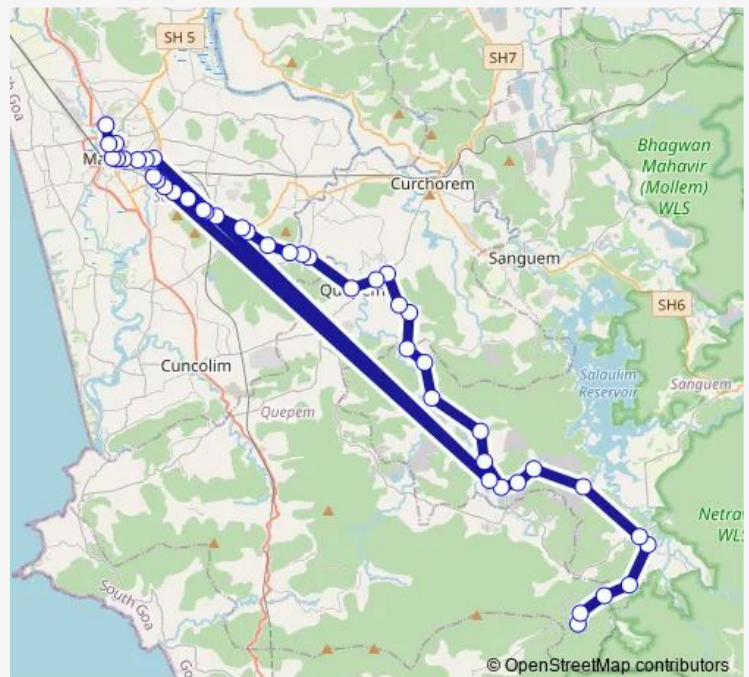 SH 5
SH7
Bhagwan
Mahavir
(Mollem)
WLS
Curchorem
Sanguem
SH6
Cuncolim
Salaulim
Reservoir
Sanguem
Quepem
South Goa
WLS
© OpenStreetMap contributors